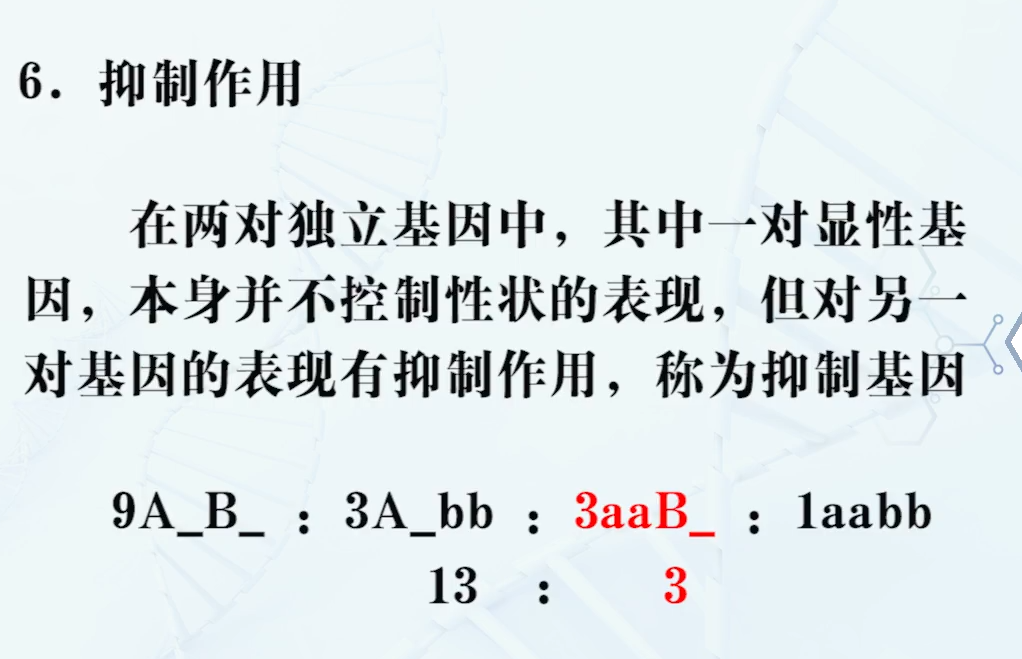 6．抑制作用
在两对独立基因中，其中一对显性基
因，本身并不控制性状的表现，但对另一
对基因的表现有抑制作用，称为抑制基因
9A_B_ : 3A_bb : 3aaB_ : 1aabb
13 : 3